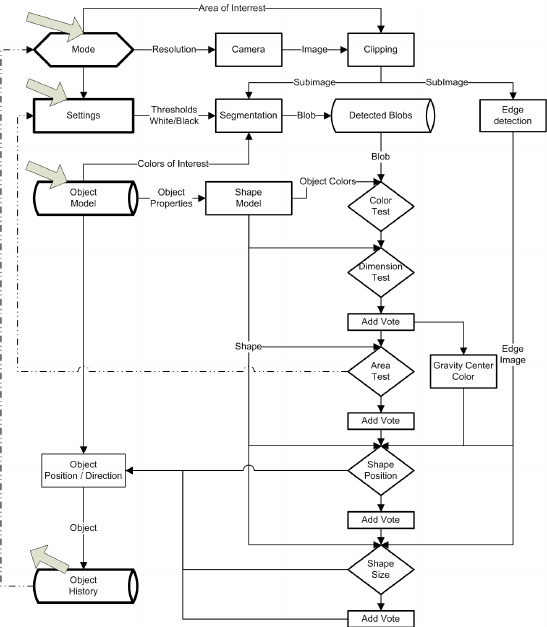 Area of Interest
Mode
Resolution
Camera
Image
Clipping
Subimage
SubImage
Settings
Thresholds
White/Black
Segmentation
Blob
Detected Blobs
Edge
detection
Colors of Interest
Blob
Object
Model
Object
Properties
Shape
Model
Object Colors
Color
Test
Dimension
Test
Add Vote
Shape
Area
Test
Gravity Center
Color
Edge
Image
Add Vote
Object
Position / Direction
Shape
Position
Object
Add Vote
Object
History
Shape
Size
Add Vote